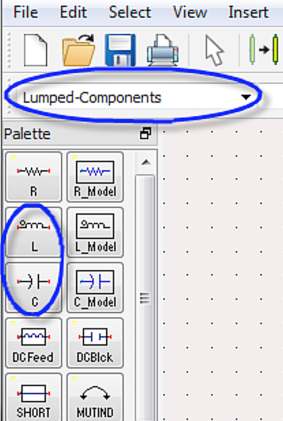 File Edit Select View Insert
Lumped-Components
Palette
R R_Model
L L_Model
C C_Model
DCFeed DCBlck
SHORT MUTIND